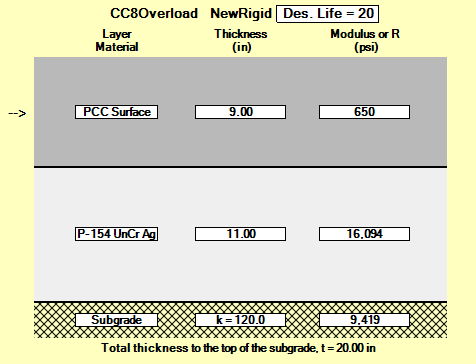 CC8Overload NewRigid Des. Life = 20
Layer Material Thickness (in) Modulus or R (psi)
--> PCC Surface 9.00 650
P-154 UnCr Ag 11.00 16,094
Subgrade k = 120.0 9,419
Total thickness to the top of the subgrade, t = 20.00 in